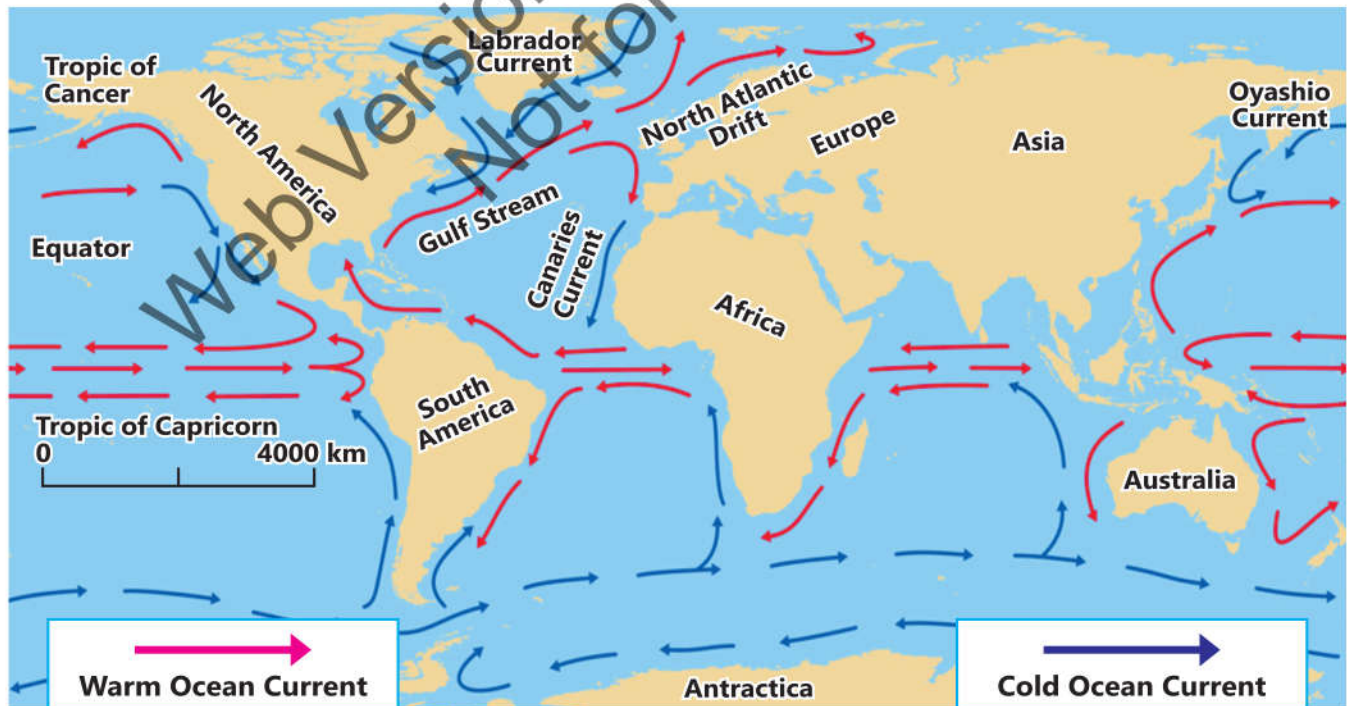 Web Version
Not for
Labrador
Current
Tropic of
Cancer
North America
North Atlantic
Drift
Europe
Asia
Oyashio
Current
Gulf Stream
Equator
Canaries
Current
Africa
South
America
Tropic of Capricorn
0 4000 km
Australia
Warm Ocean Current
Antractica
Cold Ocean Current